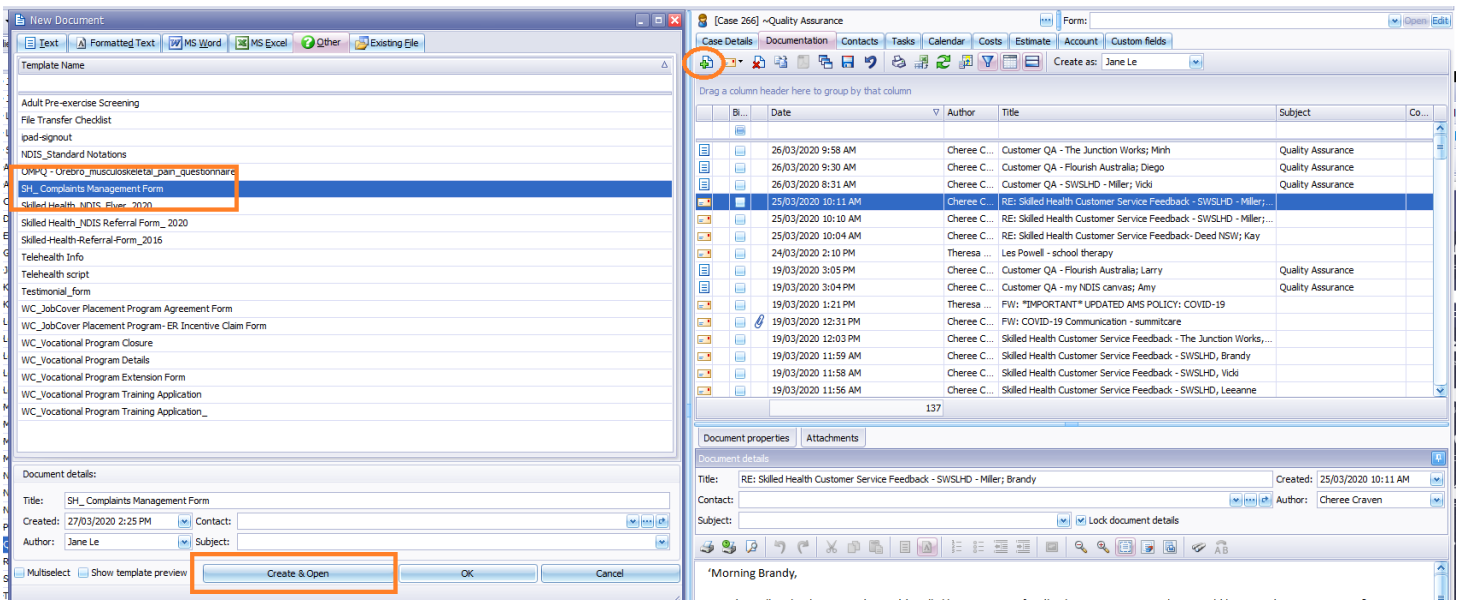 New Document
Text Formatted Text MS Word MS Excel Other Existing File
Template Name
Adult Pre-exercise Screening
File Transfer Checklist
ipad-signout
NDIS_Standard Notations
OMPQ - Orebro_musculoskeletal_pain_questionnaire
SH_ Complaints Management Form
Skilled Health_NDIS_Flyer_2020
Skilled Health_NDIS Referral Form_ 2020
Skilled-Health-Referral-Form_2016
Telehealth Info
Telehealth script
Testimonial_form
WC_JobCover Placement Program Agreement Form
WC_JobCover Placement Program- ER Incentive Claim Form
WC_Vocational Program Closure
WC_Vocational Program Details
WC_Vocational Program Extension Form
WC_Vocational Program Training Application
WC_Vocational Program Training Application_
Document details:
Title: SH_ Complaints Management Form
Created: 27/03/2020 2:25 PM Contact:
Author: Jane Le Subject:
Multiselect Show template preview Create & Open OK Cancel
[Case 266] ~Quality Assurance Form: Open Edit
Case Details Documentation Contacts Tasks Calendar Costs Estimate Account Custom fields
Create as: Jane Le
Drag a column header here to group by that column
Bi... Date Author Title Subject Co...
26/03/2020 9:58 AM Cheree C... Customer QA - The Junction Works; Minh Quality Assurance
26/03/2020 9:30 AM Cheree C... Customer QA - Flourish Australia; Diego Quality Assurance
26/03/2020 8:31 AM Cheree C... Customer QA - SWSLHD - Miller; Vicki Quality Assurance
25/03/2020 10:11 AM Cheree C... RE: Skilled Health Customer Service Feedback - SWSLHD - Miller;...
25/03/2020 10:10 AM Cheree C... RE: Skilled Health Customer Service Feedback - SWSLHD - Miller;...
25/03/2020 10:04 AM Cheree C... RE: Skilled Health Customer Service Feedback- Deed NSW; Kay
24/03/2020 2:10 PM Theresa ... Les Powell - school therapy
19/03/2020 3:05 PM Cheree C... Customer QA - Flourish Australia; Larry Quality Assurance
19/03/2020 3:04 PM Cheree C... Customer QA - my NDIS canvas; Amy Quality Assurance
19/03/2020 1:21 PM Theresa ... FW: *IMPORTANT* UPDATED AMS POLICY: COVID-19
19/03/2020 12:31 PM Cheree C... FW: COVID-19 Communication - summitcare
19/03/2020 12:03 PM Cheree C... Skilled Health Customer Service Feedback - The Junction Works,...
19/03/2020 11:59 AM Cheree C... Skilled Health Customer Service Feedback - SWSLHD, Brandy
19/03/2020 11:58 AM Cheree C... Skilled Health Customer Service Feedback - SWSLHD, Vicki
19/03/2020 11:56 AM Cheree C... Skilled Health Customer Service Feedback - SWSLHD, Leeanne
137
Document properties Attachments
Document details
Title: RE: Skilled Health Customer Service Feedback - SWSLHD - Miller; Brandy Created: 25/03/2020 10:11 AM
Contact: Author: Cheree Craven
Subject: Lock document details
'Morning Brandy,